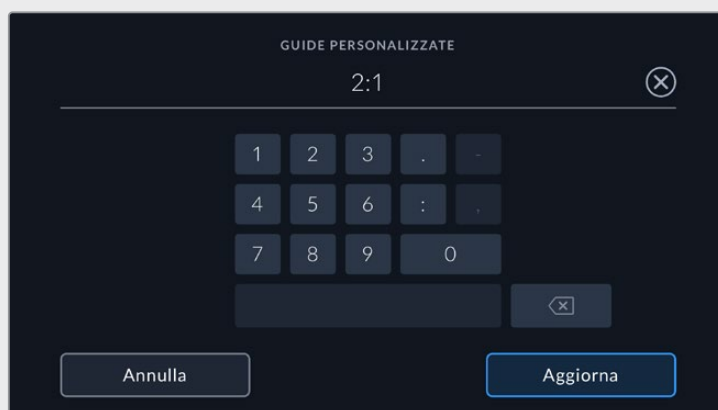 GUIDE PERSONALIZZATE
2:1
1 2 3 . -
4 5 6 : ,
7 8 9 0
Annulla Aggiorna